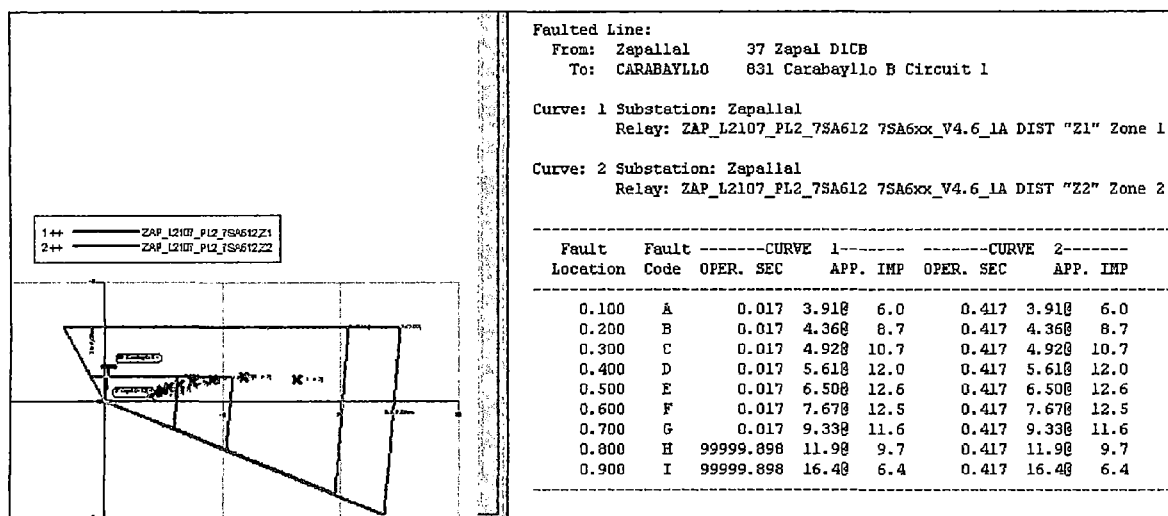 1++ ZAP_L2107_PL2_7SA612Z1
2++ ZAP_L2107_PL2_7SA612Z2
Faulted Line:
From: Zapallal 37 Zapal DICB
To: CARABAYLLO 831 Carabayllo B Circuit 1
Curve: 1 Substation: Zapallal
Relay: ZAP_L2107_PL2_7SA612 7SA6xx_V4.6_1A DIST "Z1" Zone 1
Curve: 2 Substation: Zapallal
Relay: ZAP_L2107_PL2_7SA612 7SA6xx_V4.6_1A DIST "Z2" Zone 2
Fault Fault -------CURVE 1------- -------CURVE 2-------
Location Code OPER. SEC APP. IMP OPER. SEC APP. IMP
0.100 A 0.017 3.91@ 6.0 0.417 3.91@ 6.0
0.200 B 0.017 4.36@ 8.7 0.417 4.36@ 8.7
0.300 C 0.017 4.92@ 10.7 0.417 4.92@ 10.7
0.400 D 0.017 5.61@ 12.0 0.417 5.61@ 12.0
0.500 E 0.017 6.50@ 12.6 0.417 6.50@ 12.6
0.600 F 0.017 7.67@ 12.5 0.417 7.67@ 12.5
0.700 G 0.017 9.33@ 11.6 0.417 9.33@ 11.6
0.800 H 99999.898 11.9@ 9.7 0.417 11.9@ 9.7
0.900 I 99999.898 16.4@ 6.4 0.417 16.4@ 6.4